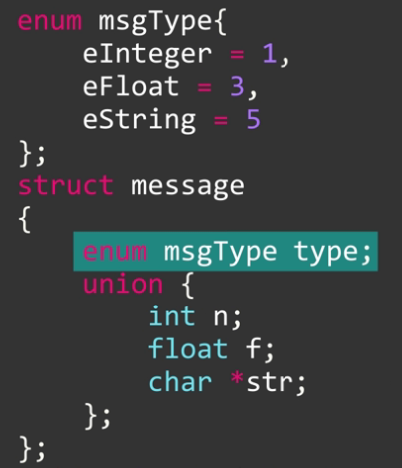 enum msgType{
    eInteger = 1,
    eFloat = 3,
    eString = 5
};
struct message
{
    enum msgType type;
    union {
        int n;
        float f;
        char *str;
    };
};